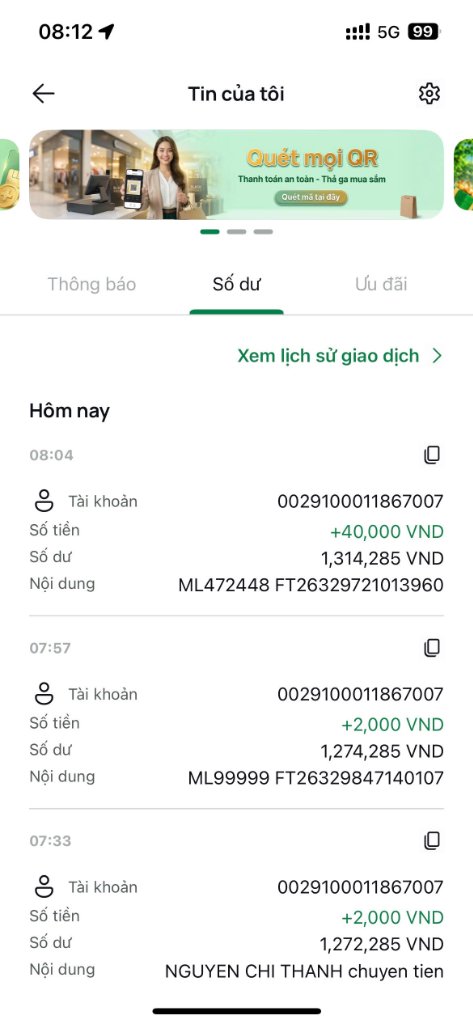 08:12
5G 99
Tin của tôi
Quét mọi QR
Thanh toán an toàn - Thả ga mua sắm
Quét mã tại đây
Thông báo Số dư Ưu đãi
Xem lịch sử giao dịch
Hôm nay
08:04
Tài khoản 0029100011867007
Số tiền +40,000 VND
Số dư 1,314,285 VND
Nội dung ML472448 FT26329721013960
07:57
Tài khoản 0029100011867007
Số tiền +2,000 VND
Số dư 1,274,285 VND
Nội dung ML99999 FT26329847140107
07:33
Tài khoản 0029100011867007
Số tiền +2,000 VND
Số dư 1,272,285 VND
Nội dung NGUYEN CHI THANH chuyen tien